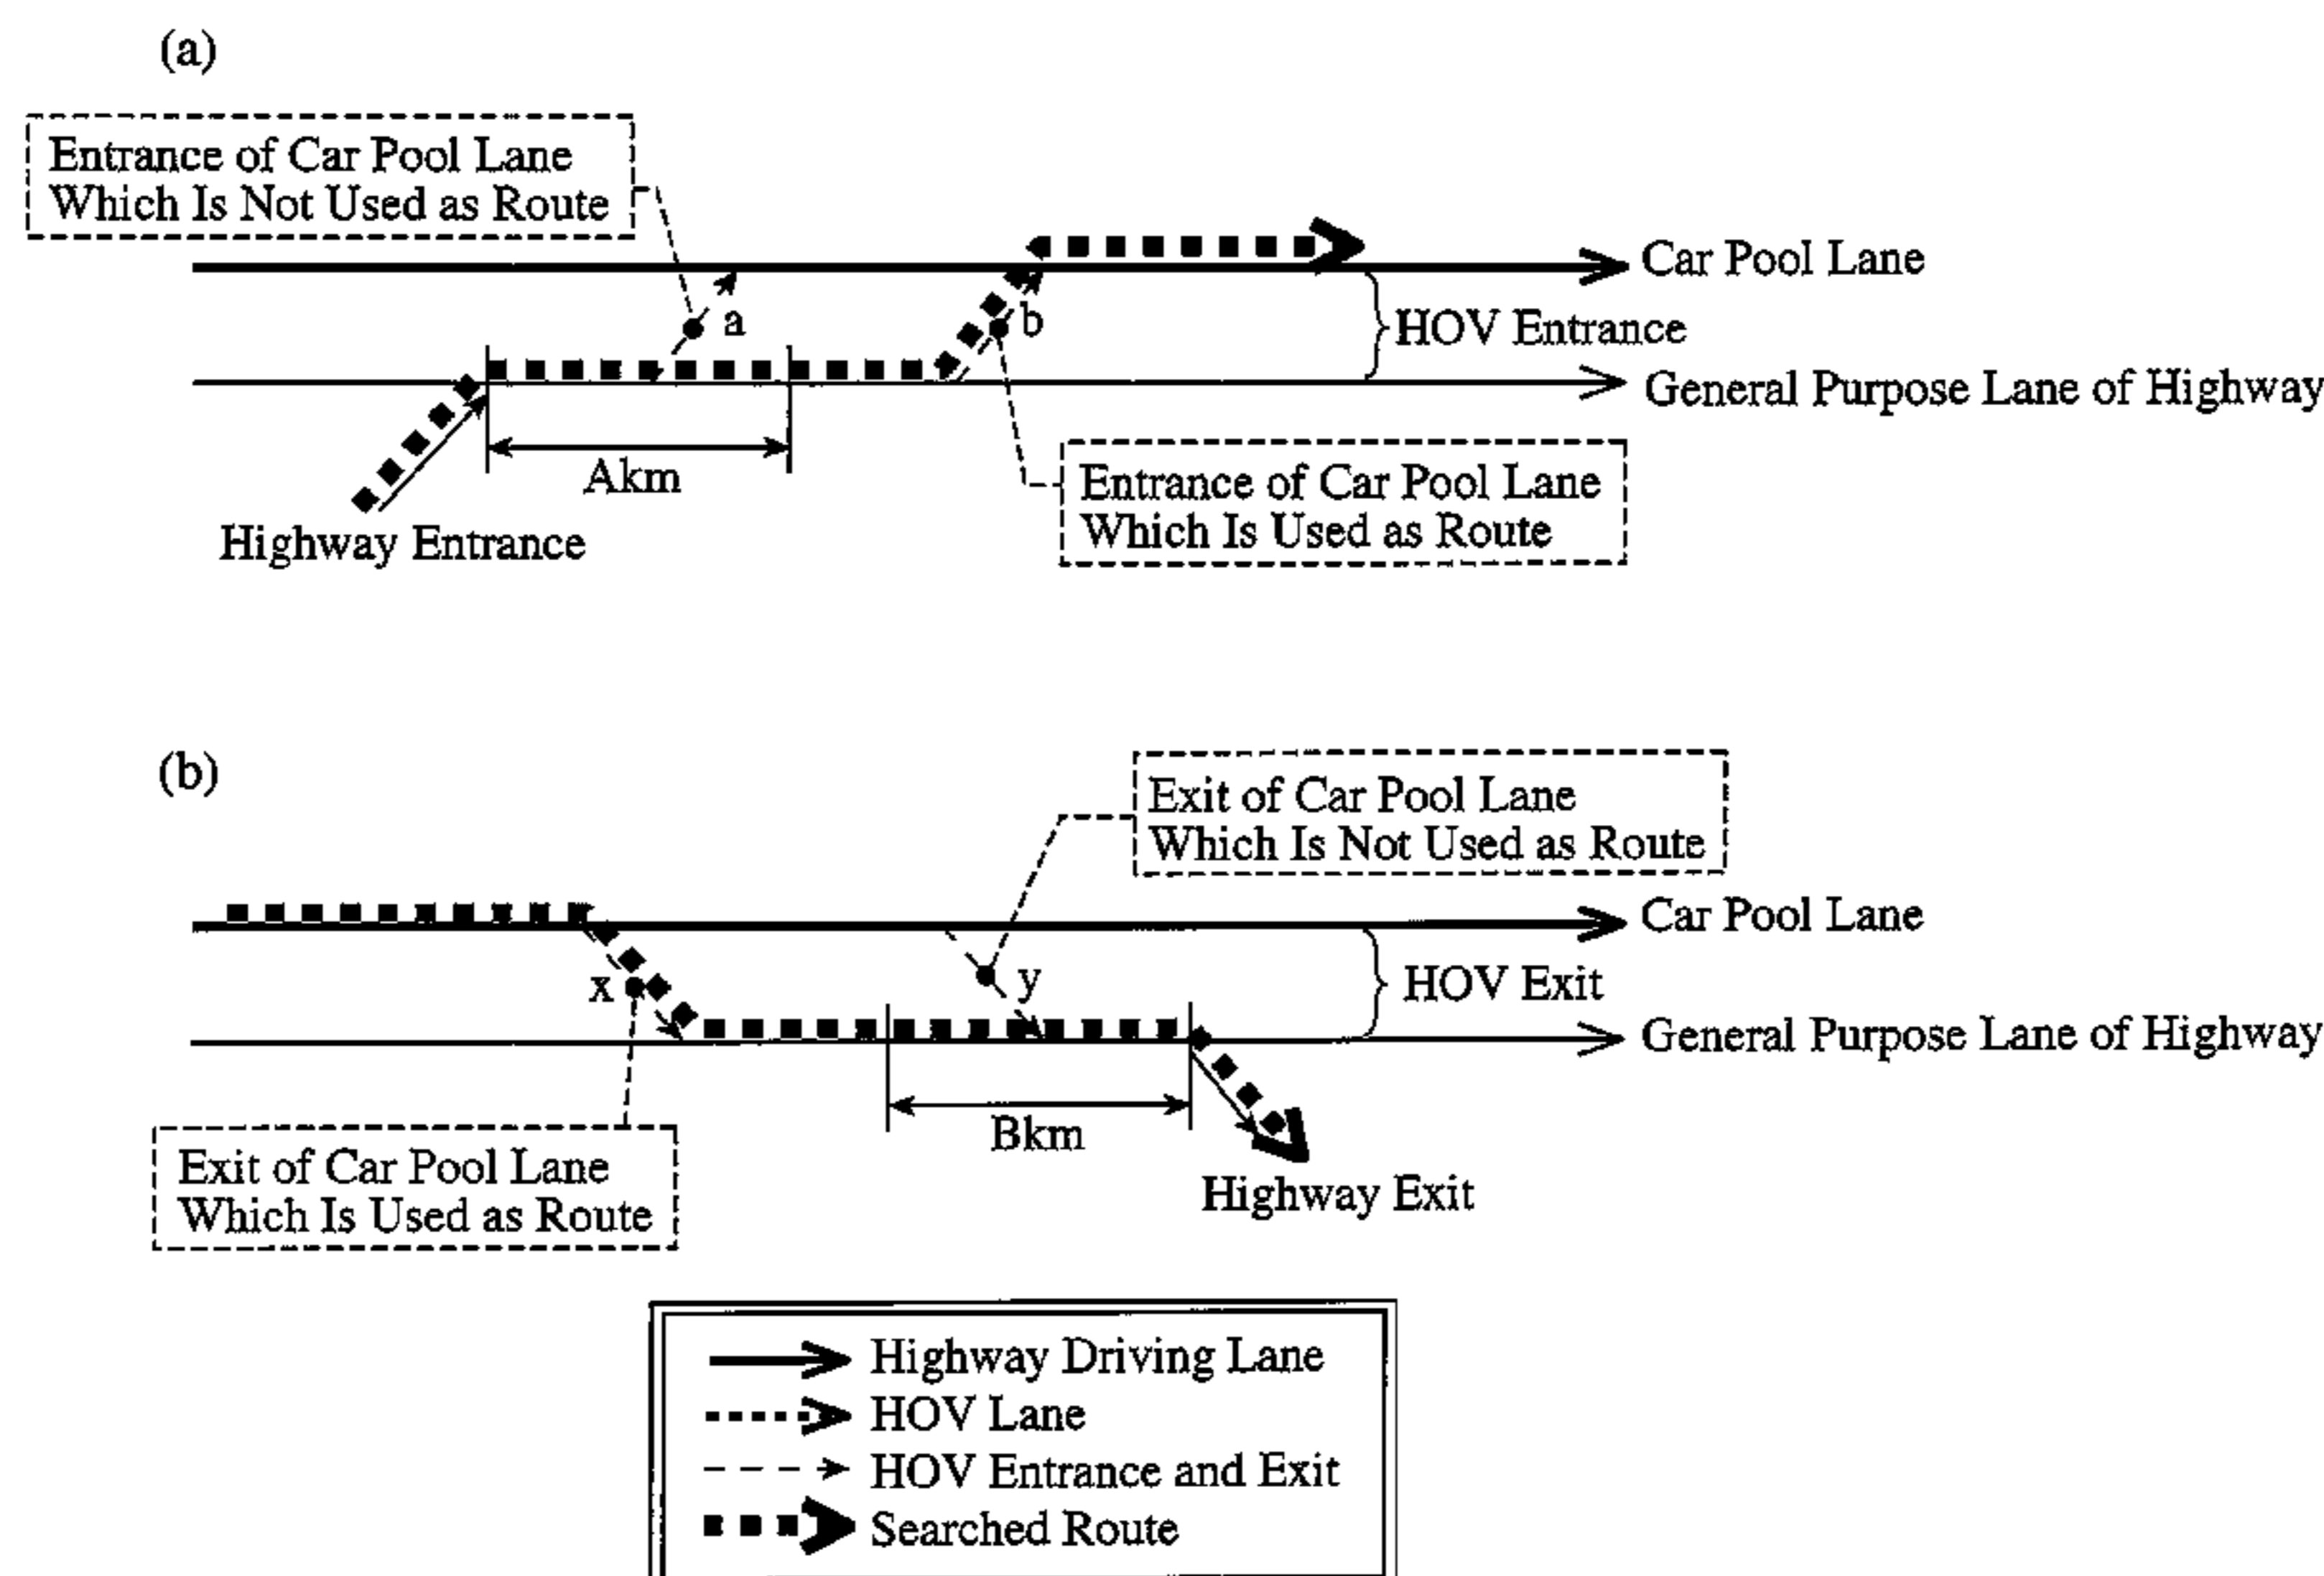 (a)
Entrance of Car Pool Lane
Which Is Not Used as Route
Car Pool Lane
a
b
HOV Entrance
General Purpose Lane of Highway
Akm
Entrance of Car Pool Lane
Which Is Used as Route
Highway Entrance
(b)
Exit of Car Pool Lane
Which Is Not Used as Route
Car Pool Lane
x
y
HOV Exit
General Purpose Lane of Highway
Bkm
Exit of Car Pool Lane
Which Is Used as Route
Highway Exit
Highway Driving Lane
HOV Lane
HOV Entrance and Exit
Searched Route